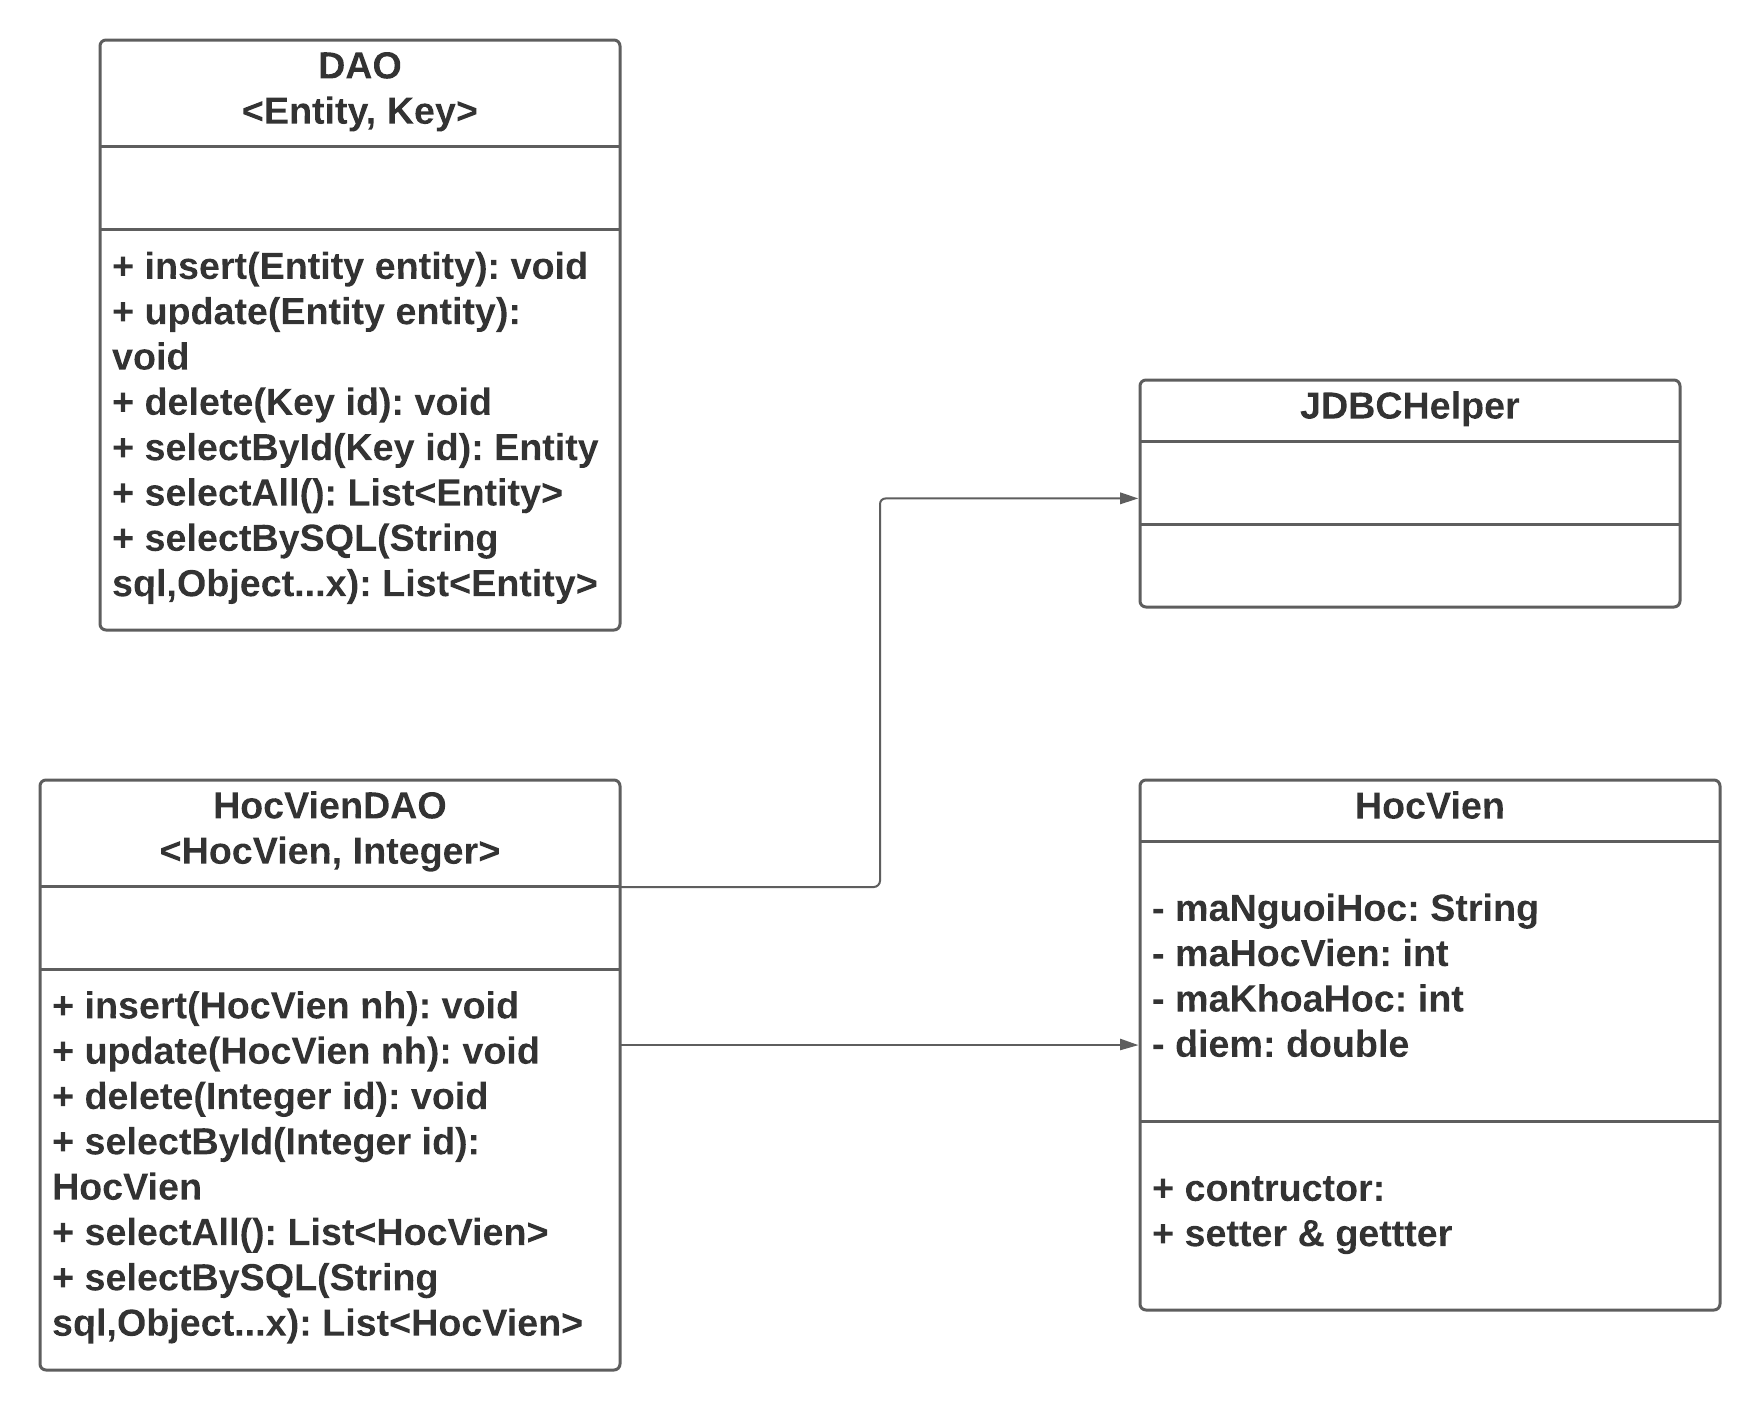 DAO
<Entity, Key>
+ insert(Entity entity): void
+ update(Entity entity):
void
+ delete(Key id): void
+ selectById(Key id): Entity
+ selectAll(): List<Entity>
+ selectBySQL(String
sql,Object...x): List<Entity>
JDBCHelper
HocVienDAO
<HocVien, Integer>
+ insert(HocVien nh): void
+ update(HocVien nh): void
+ delete(Integer id): void
+ selectById(Integer id):
HocVien
+ selectAll(): List<HocVien>
+ selectBySQL(String
sql,Object...x): List<HocVien>
HocVien
- maNguoiHoc: String
- maHocVien: int
- maKhoaHoc: int
- diem: double
+ contructor:
+ setter & gettter